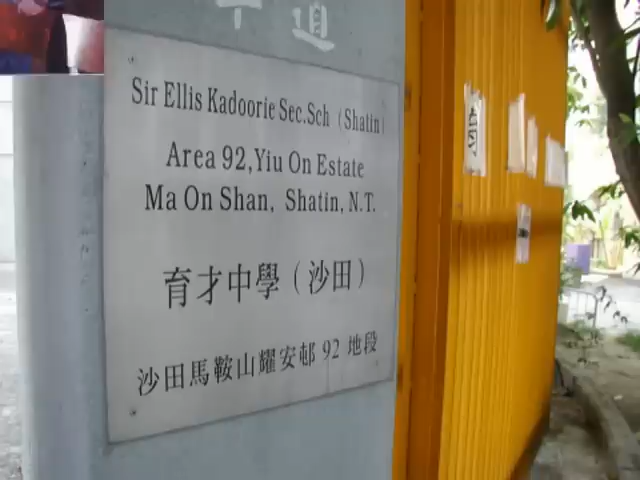 道
Sir Ellis Kadoorie Sec.Sch (Shatin)
Area 92,Yiu On Estate
Ma On Shan, Shatin, N.T.
育才中學(沙田)
沙田馬鞍山耀安邨 92 地段